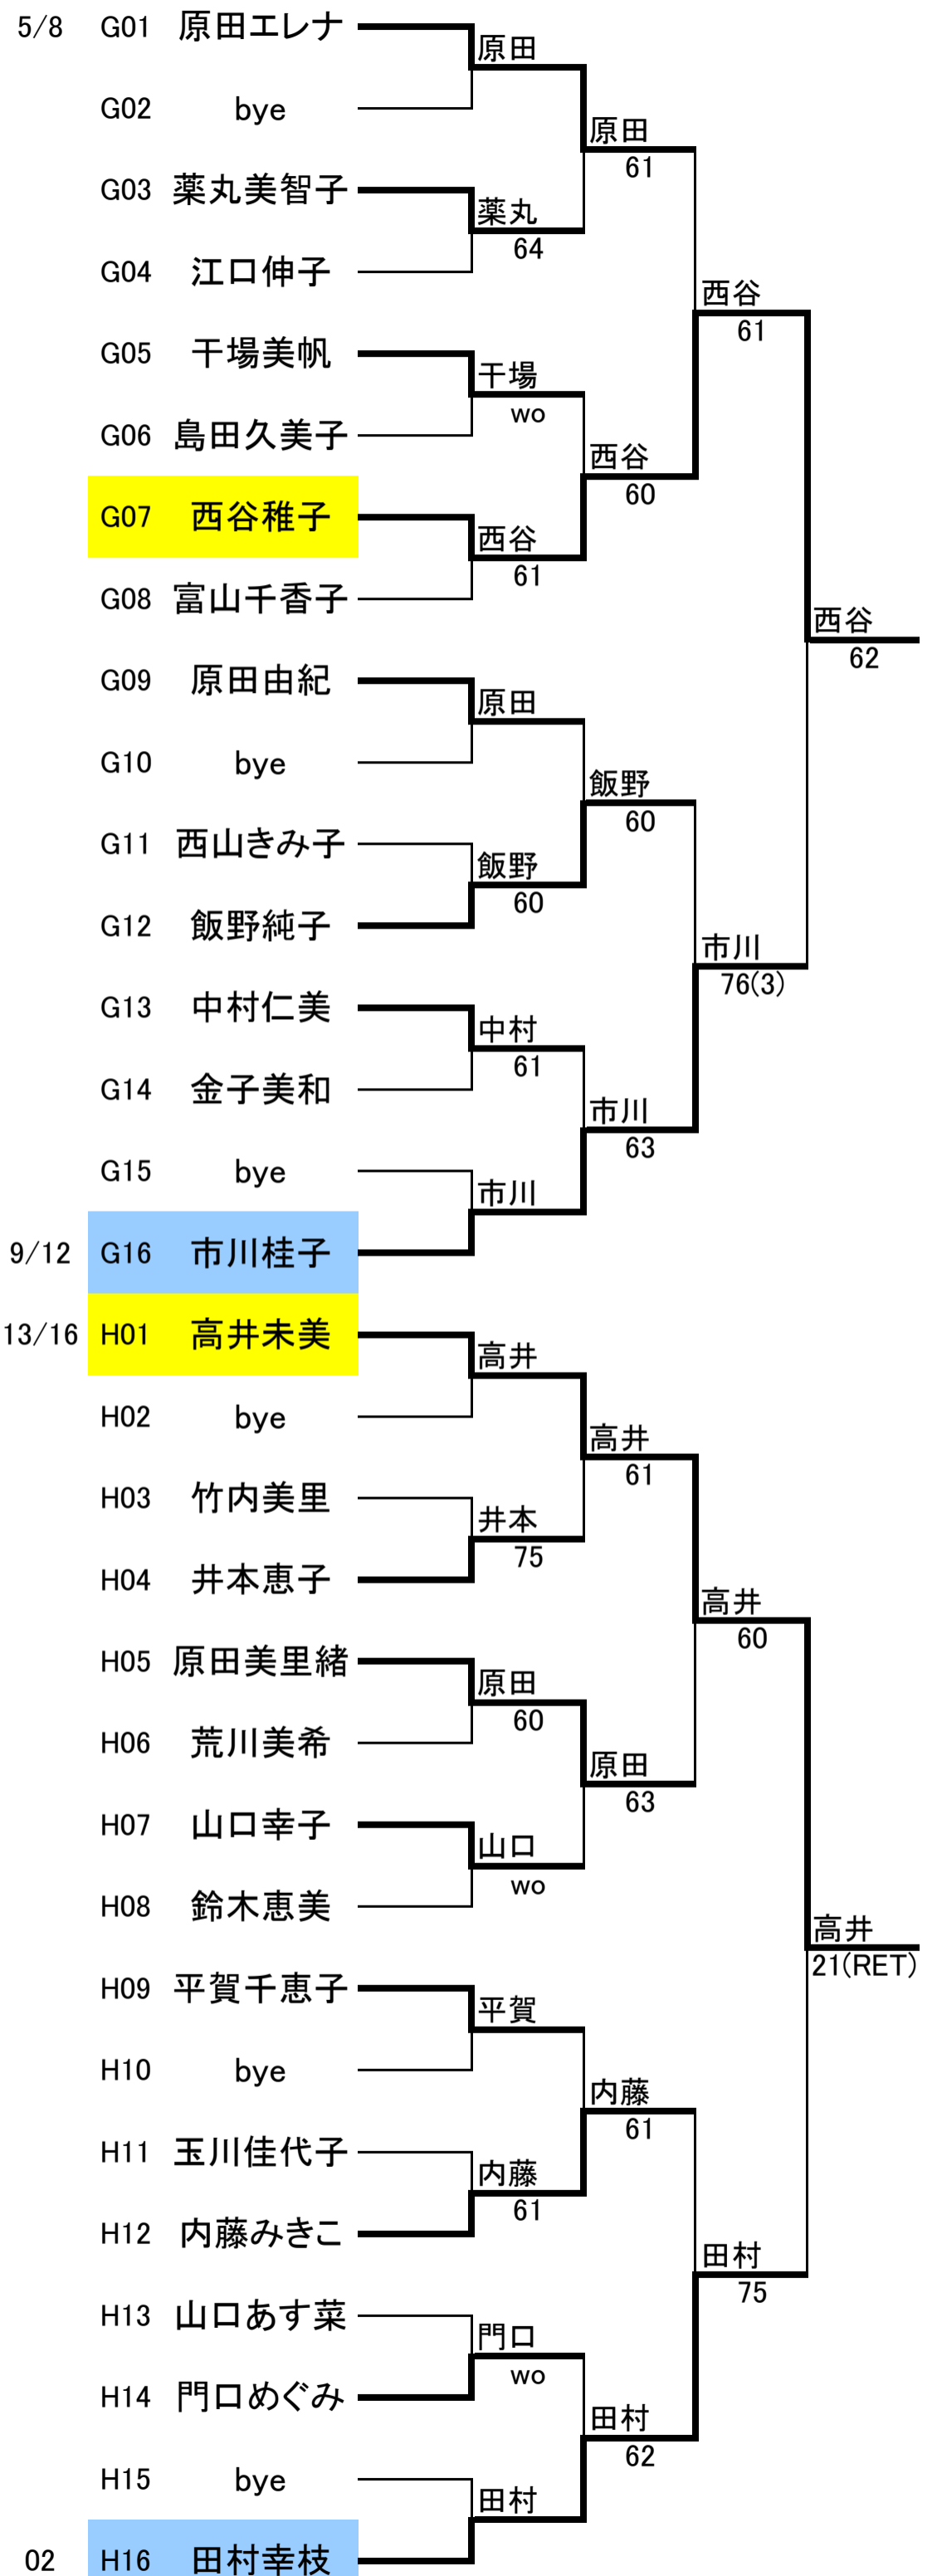 5/8 G01 原田エレナ
原田
G02 bye
原田
61
G03 薬丸美智子
薬丸
64
G04 江口伸子
西谷
61
G05 干場美帆
干場
wo
G06 島田久美子
西谷
60
G07 西谷稚子
西谷
61
G08 富山千香子
西谷
62
G09 原田由紀
原田
G10 bye
飯野
60
G11 西山きみ子
飯野
60
G12 飯野純子
市川
76(3)
G13 中村仁美
中村
61
G14 金子美和
市川
63
G15 bye
市川
9/12 G16 市川桂子
13/16 H01 高井未美
高井
H02 bye
高井
61
H03 竹内美里
井本
75
H04 井本恵子
高井
60
H05 原田美里緒
原田
60
H06 荒川美希
原田
63
H07 山口幸子
山口
wo
H08 鈴木恵美
高井
21(RET)
H09 平賀千恵子
平賀
H10 bye
内藤
61
H11 玉川佳代子
内藤
61
H12 内藤みきこ
田村
75
H13 山口あす菜
門口
wo
H14 門口めぐみ
田村
62
H15 bye
田村
02 H16 田村幸枝